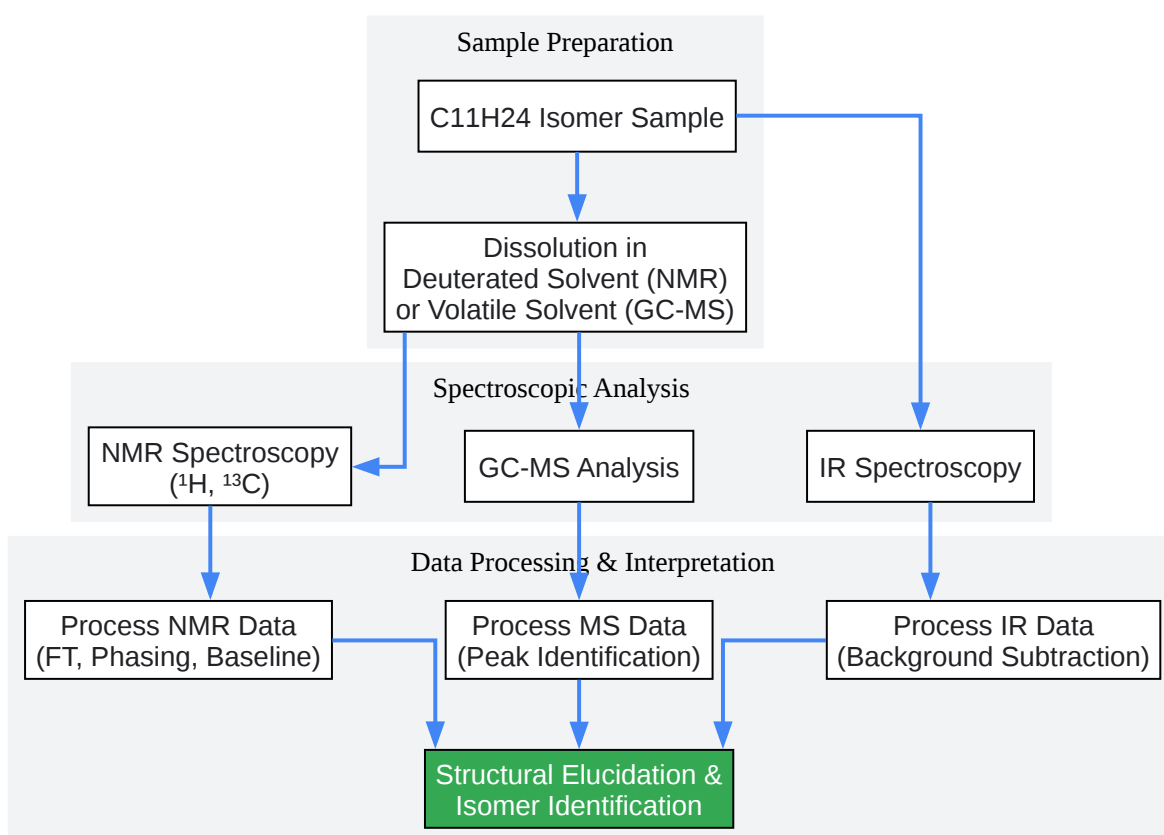 Sample Preparation
C11H24 Isomer Sample
Dissolution in
Deuterated Solvent (NMR)
or Volatile Solvent (GC-MS)
Spectroscopic Analysis
NMR Spectroscopy
(¹H, ¹³C)
GC-MS Analysis
IR Spectroscopy
Data Processing & Interpretation
Process NMR Data
(FT, Phasing, Baseline)
Process MS Data
(Peak Identification)
Process IR Data
(Background Subtraction)
Structural Elucidation &
Isomer Identification